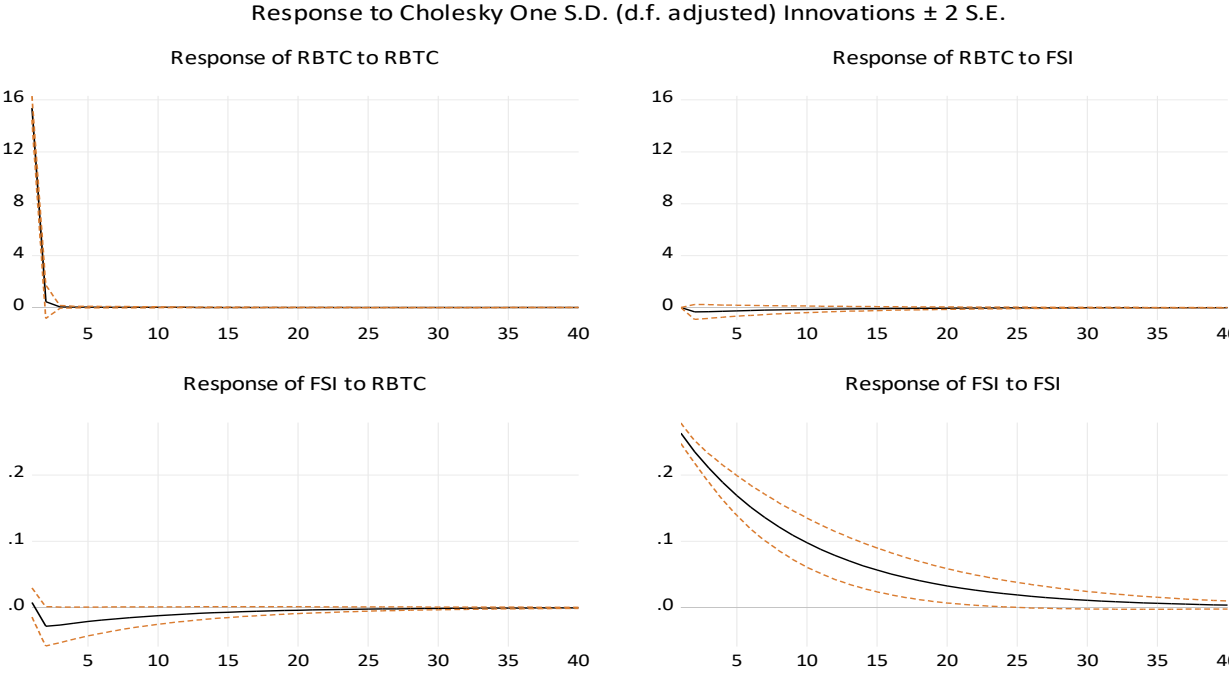 Response to Cholesky One S.D. (d.f. adjusted) Innovations ± 2 S.E.
Response of RBTC to RBTC
16
12
8
4
0
5 10 15 20 25 30 35 40
Response of RBTC to FSI
16
12
8
4
0
5 10 15 20 25 30 35 40
Response of FSI to RBTC
.2
.1
.0
5 10 15 20 25 30 35 40
Response of FSI to FSI
.2
.1
.0
5 10 15 20 25 30 35 40